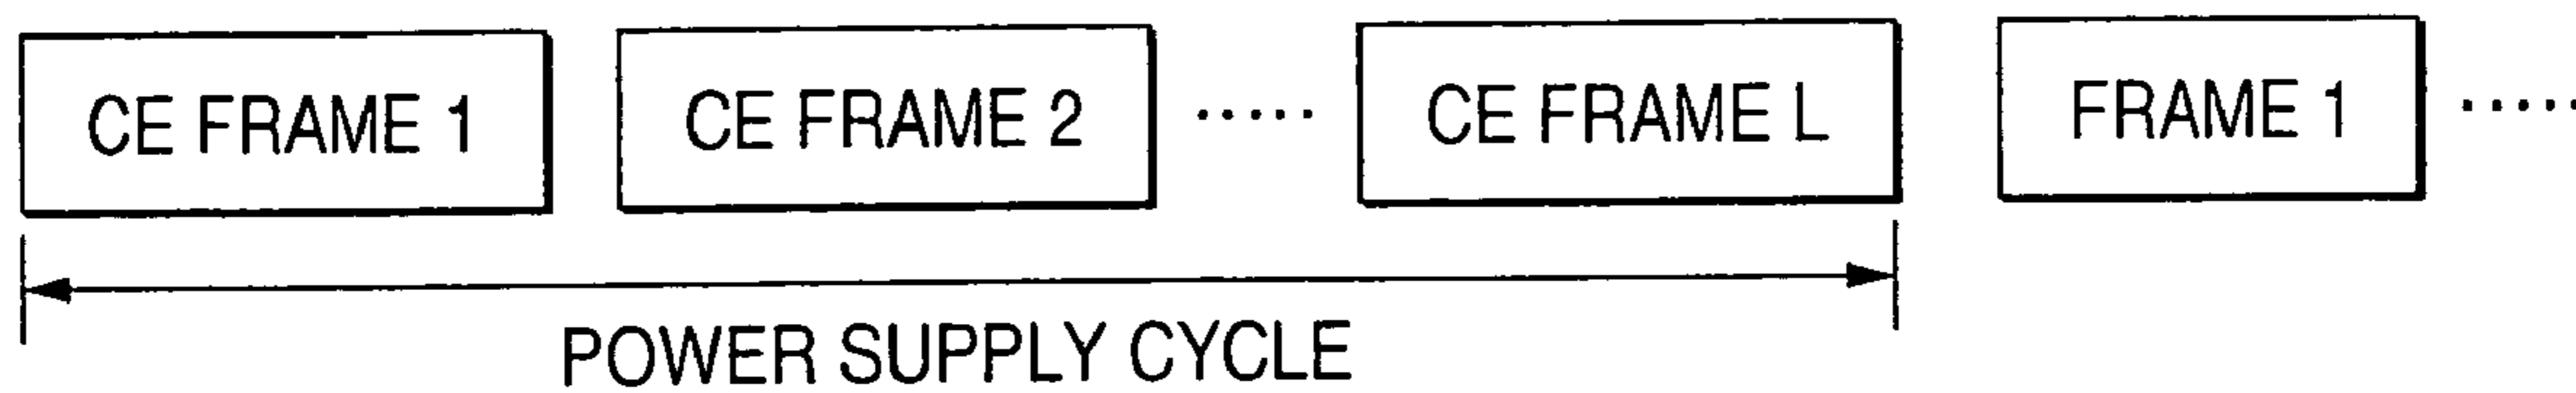 CE FRAME 1 CE FRAME 2 ..... CE FRAME L FRAME 1 .....
POWER SUPPLY CYCLE